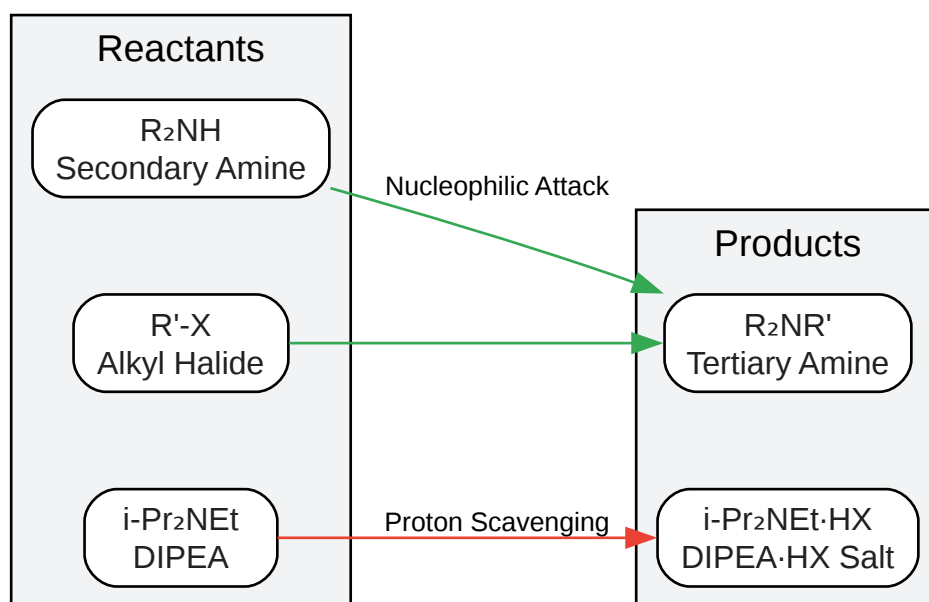 Reactants
R₂NH
Secondary Amine
Nucleophilic Attack
Products
R'-X
Alkyl Halide
R₂NR'
Tertiary Amine
i-Pr₂NEt
DIPEA
Proton Scavenging
i-Pr₂NEt·HX
DIPEA·HX Salt